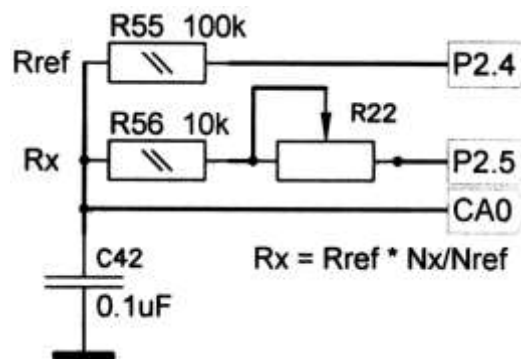 R55 100k
Rref
P2.4
R56 10k
R22
Rx
P2.5
CA0
C42
Rx = Rref * Nx/Nref
0.1uF